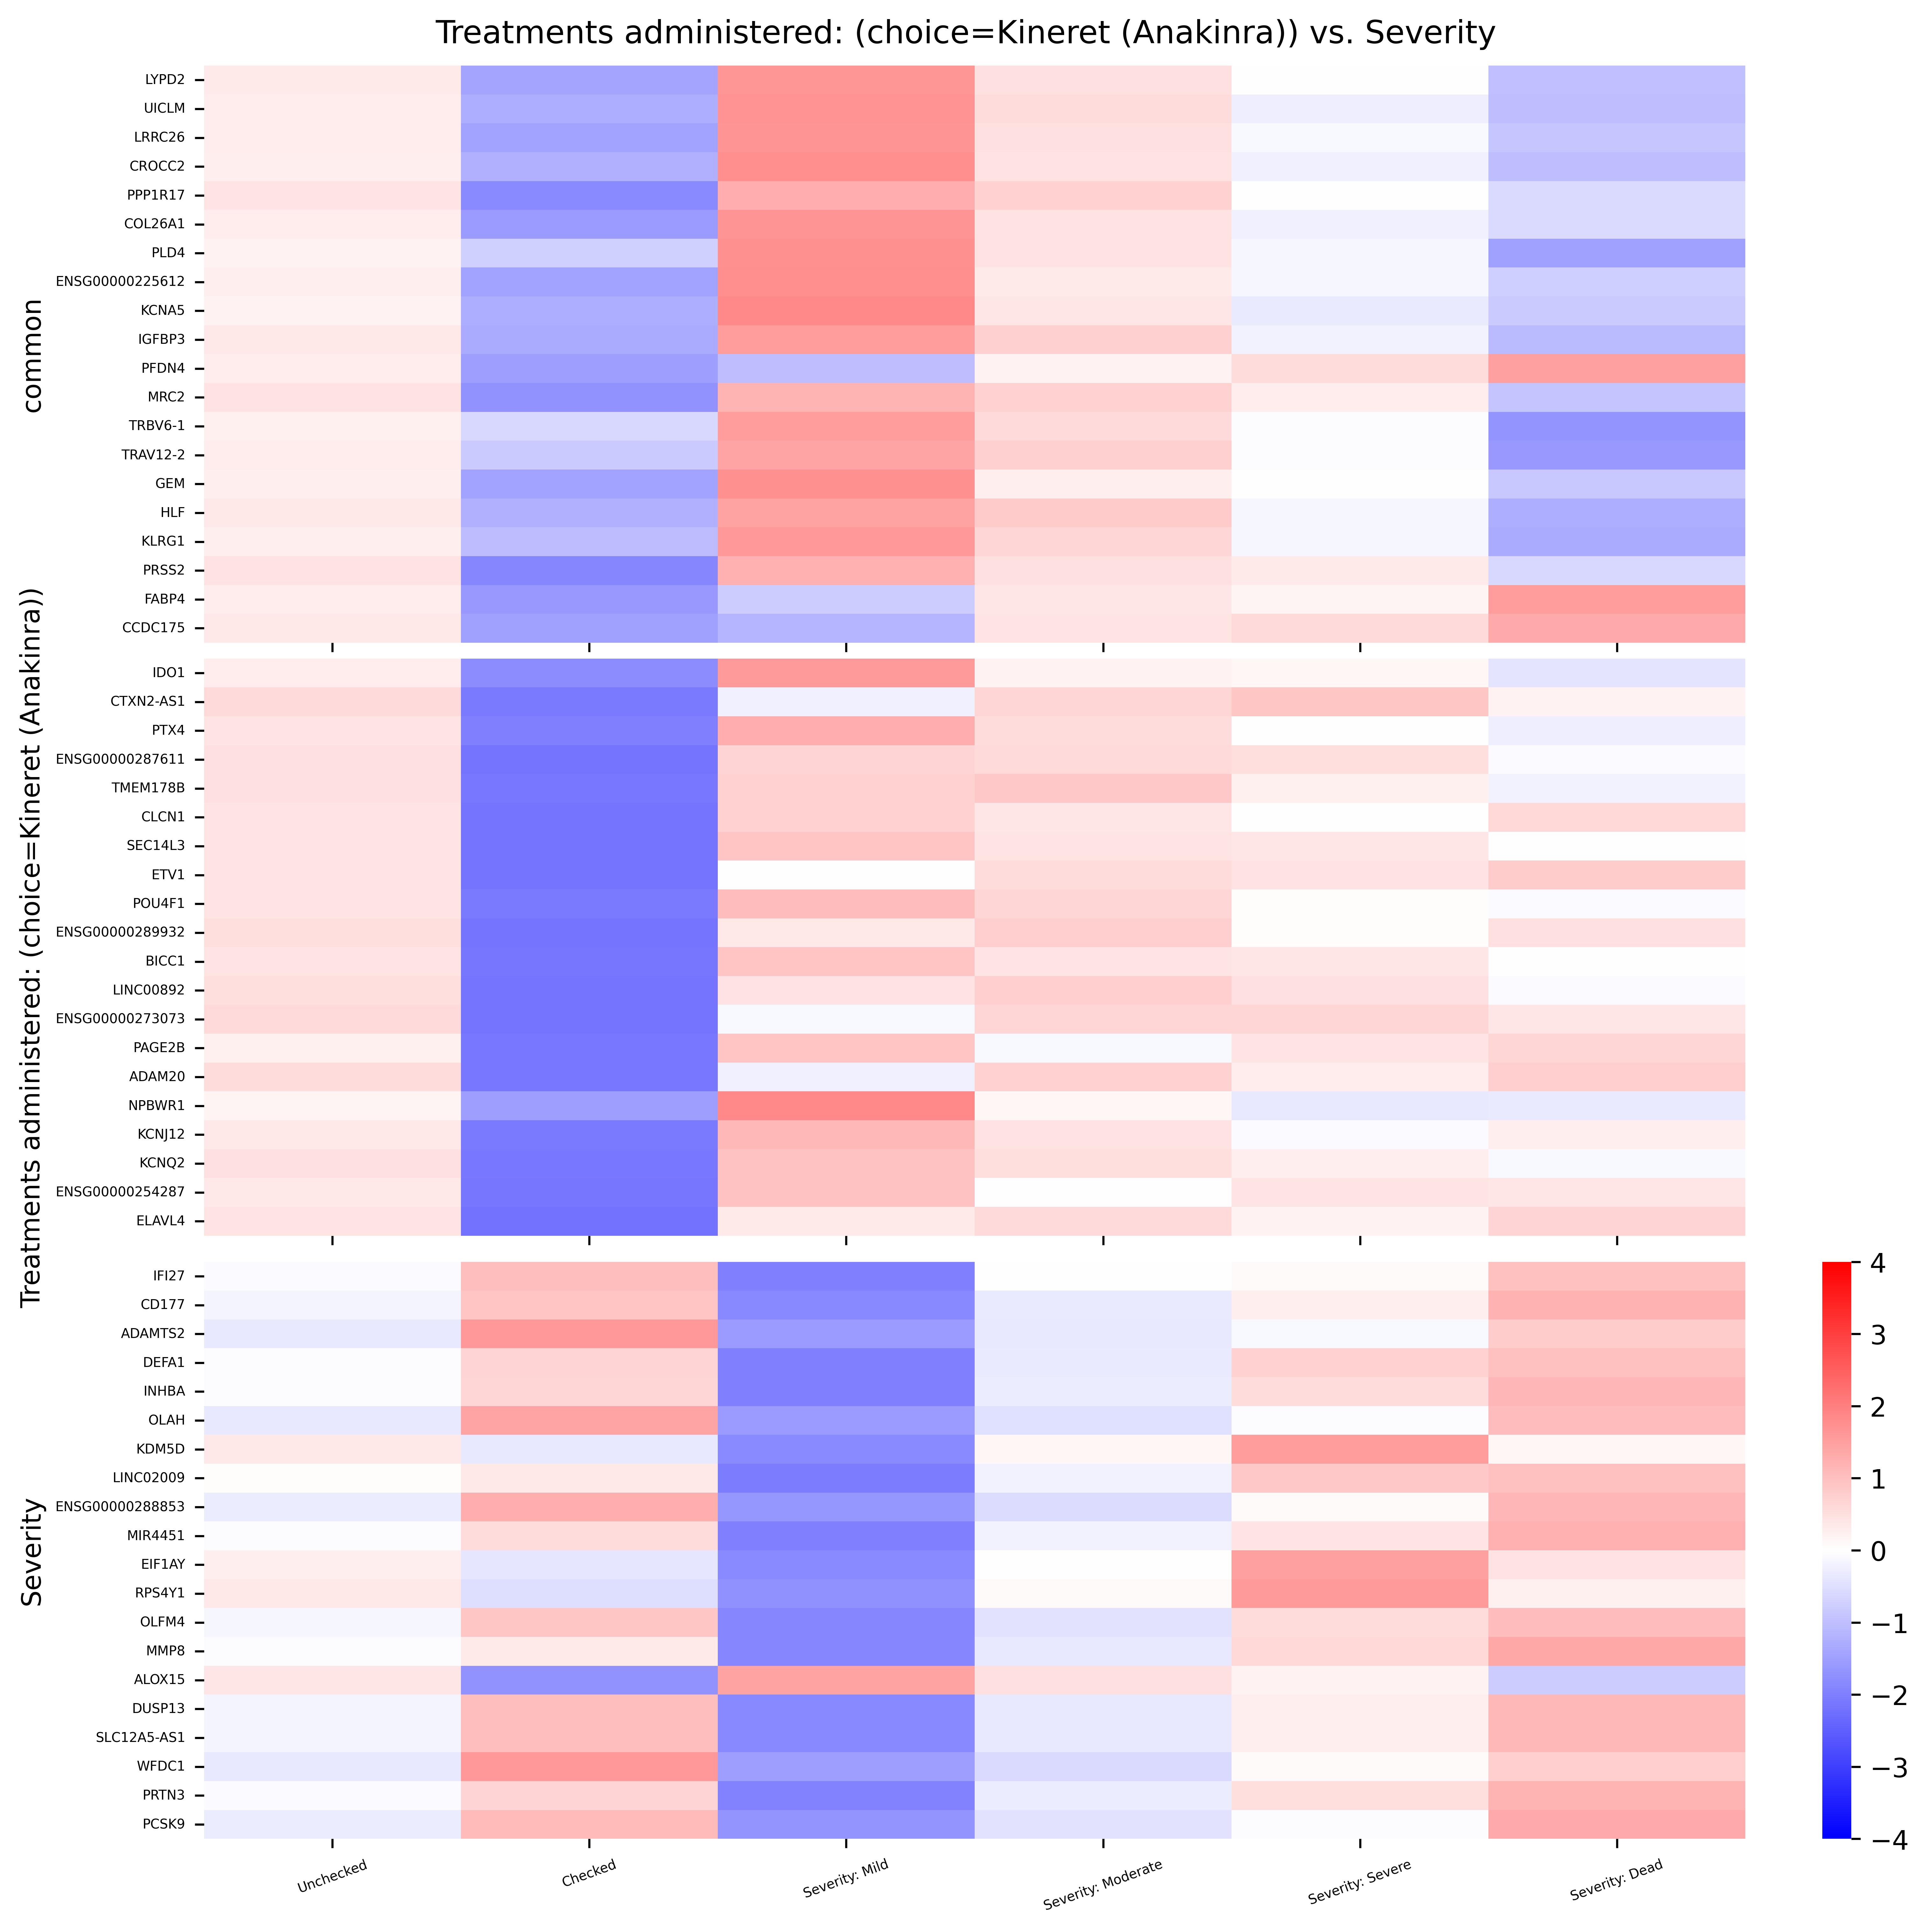 Treatments administered: (choice=Kineret (Anakinra)) vs. Severity
common
LYPD2
UICLM
LRRC26
CROCC2
PPP1R17
COL26A1
PLD4
ENSG00000225612
KCNA5
IGFBP3
PFDN4
MRC2
TRBV6-1
TRAV12-2
GEM
HLF
KLRG1
PRSS2
FABP4
CCDC175
Treatments administered: (choice=Kineret (Anakinra))
IDO1
CTXN2-AS1
PTX4
ENSG00000287611
TMEM178B
CLCN1
SEC14L3
ETV1
POU4F1
ENSG00000289932
BICC1
LINC00892
ENSG00000273073
PAGE2B
ADAM20
NPBWR1
KCNJ12
KCNQ2
ENSG00000254287
ELAVL4
Severity
IFI27
CD177
ADAMTS2
DEFA1
INHBA
OLAH
KDM5D
LINC02009
ENSG00000288853
MIR4451
EIF1AY
RPS4Y1
OLFM4
MMP8
ALOX15
DUSP13
SLC12A5-AS1
WFDC1
PRTN3
PCSK9
Unchecked
Checked
Severity: Mild
Severity: Moderate
Severity: Severe
Severity: Dead
4
3
2
1
0
−1
−2
−3
−4